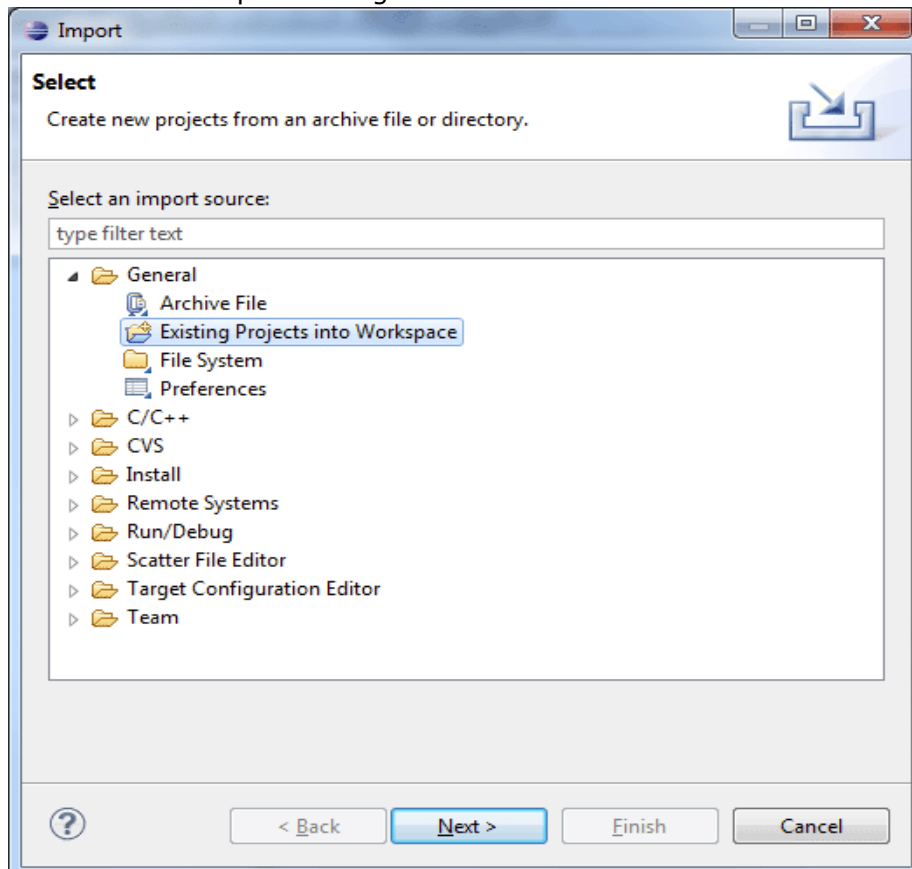 Import
Select
Create new projects from an archive file or directory.
Select an import source:
type filter text
General
Archive File
Existing Projects into Workspace
File System
Preferences
C/C++
CVS
Install
Remote Systems
Run/Debug
Scatter File Editor
Target Configuration Editor
Team
? < Back Next > Finish Cancel